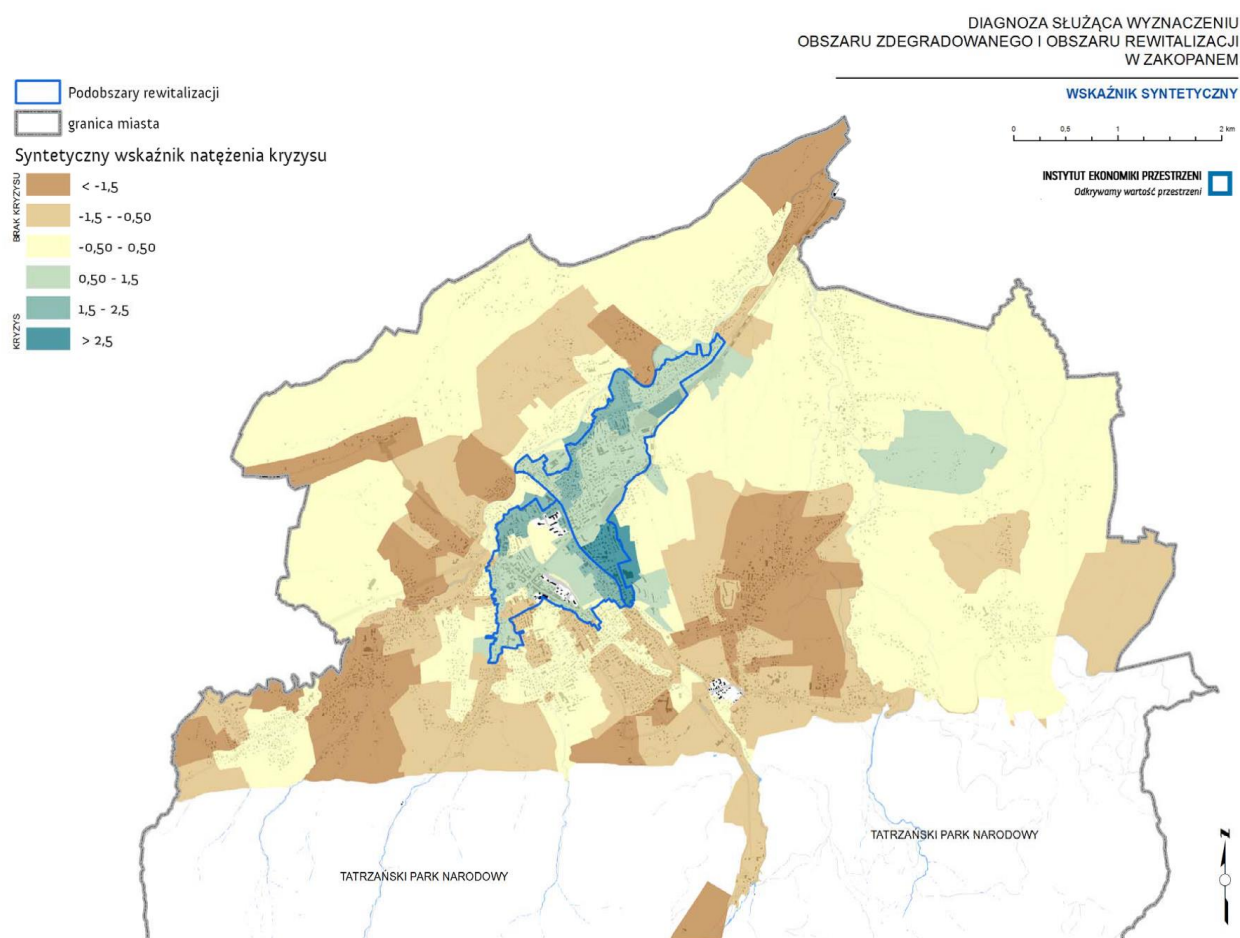 DIAGNOZA SŁUŻĄCA WYZNACZENIU
OBSZARU ZDEGRADOWANEGO I OBSZARU REWITALIZACJI
W ZAKOPANEM
WSKAŹNIK SYNTETYCZNY
0 0,5 1 2 km
INSTYTUT EKONOMIKI PRZESTRZENI
Odkrywamy wartość przestrzeni
Podobszary rewitalizacji
granica miasta
Syntetyczny wskaźnik natężenia kryzysu
BRAK KRYZYSU
< -1,5
-1,5 - -0,50
-0,50 - 0,50
0,50 - 1,5
1,5 - 2,5
KRYZYS
> 2,5
TATRZAŃSKI PARK NARODOWY
TATRZAŃSKI PARK NARODOWY
N